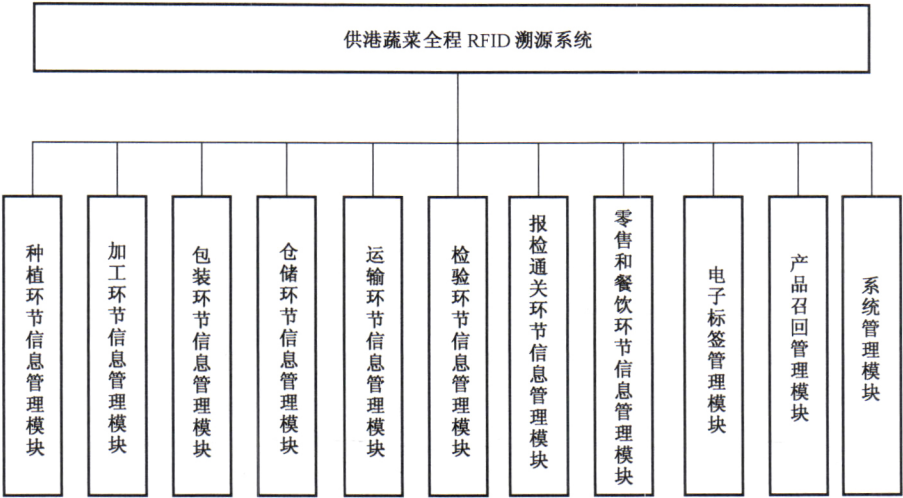 供港蔬菜全程 RFID 溯源系统
种植环节信息管理模块
加工环节信息管理模块
包装环节信息管理模块
仓储环节信息管理模块
运输环节信息管理模块
检验环节信息管理模块
报检通关环节信息管理模块
零售和餐饮环节信息管理模块
电子标签管理模块
产品召回管理模块
系统管理模块